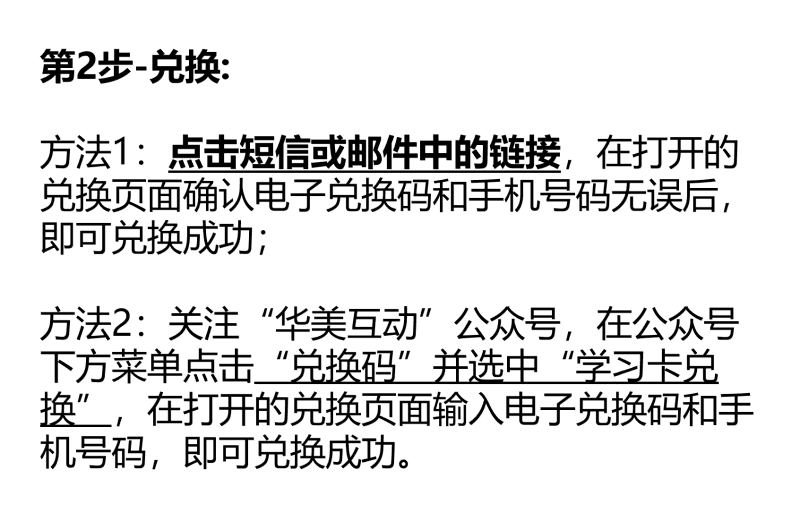 第2步-兑换:
方法1：点击短信或邮件中的链接，在打开的
兑换页面确认电子兑换码和手机号码无误后，
即可兑换成功；
方法2：关注“华美互动”公众号，在公众号
下方菜单点击“兑换码”并选中“学习卡兑
换”，在打开的兑换页面输入电子兑换码和手
机号码，即可兑换成功。